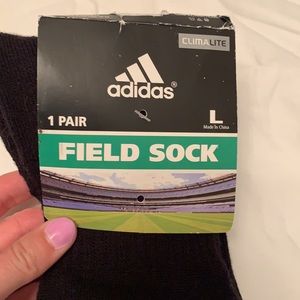 CLIMALITE
adidas®
1 PAIR
L
Made In China
FIELD SOCK